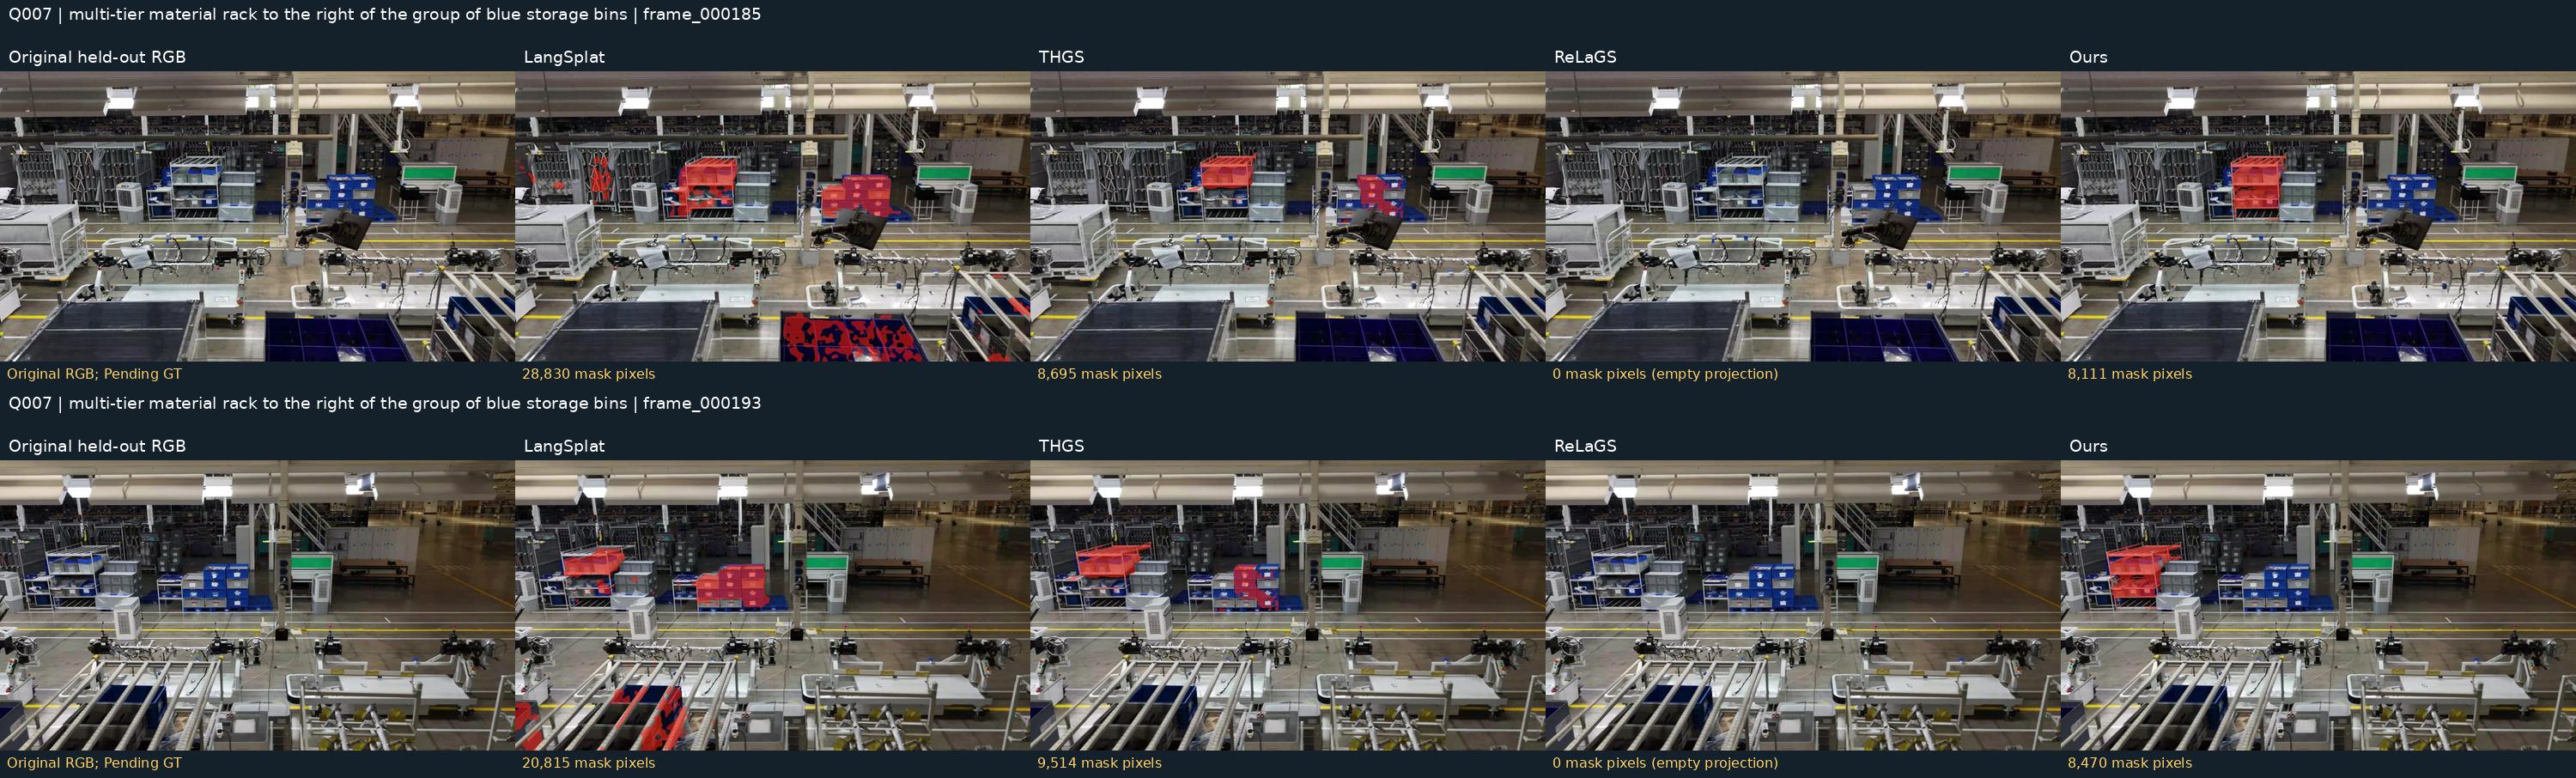 Q007 | multi-tier material rack to the right of the group of blue storage bins | frame_000185
Original held-out RGB
LangSplat
THGS
ReLaGS
Ours
Original RGB; Pending GT
28,830 mask pixels
8,695 mask pixels
0 mask pixels (empty projection)
8,111 mask pixels
Q007 | multi-tier material rack to the right of the group of blue storage bins | frame_000193
Original held-out RGB
LangSplat
THGS
ReLaGS
Ours
Original RGB; Pending GT
20,815 mask pixels
9,514 mask pixels
0 mask pixels (empty projection)
8,470 mask pixels